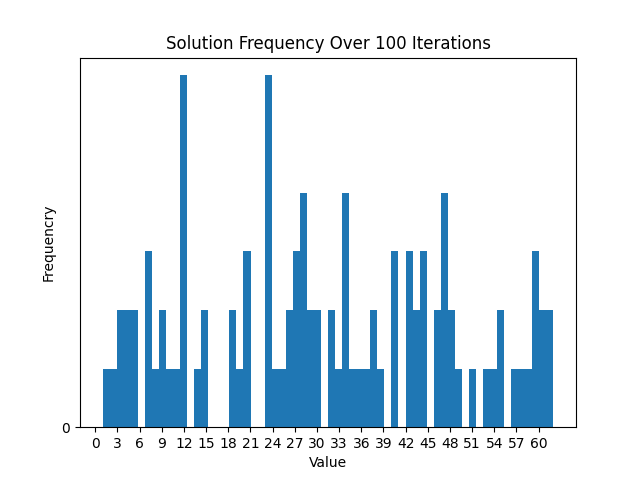 Solution Frequency Over 100 Iterations
Frequencry
0
0 3 6 9 12 15 18 21 24 27 30 33 36 39 42 45 48 51 54 57 60
Value